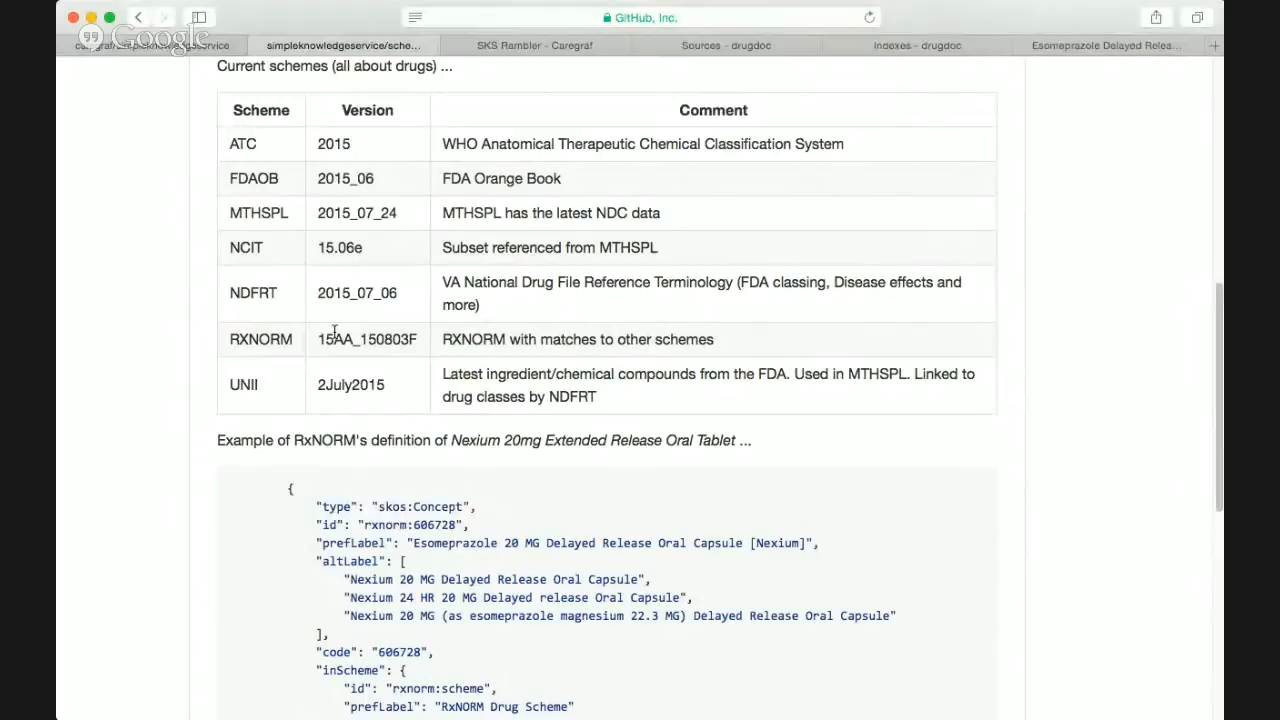 GitHub, Inc.
Google
caregraf/simpleknowledgeservice
simpleknowledgeservice/sche...
SKS Rambler - Caregraf
Sources - drugdoc
Indexes - drugdoc
Esomeprazole Delayed Relea...
Current schemes (all about drugs) ...
Scheme Version Comment
ATC 2015 WHO Anatomical Therapeutic Chemical Classification System
FDAOB 2015_06 FDA Orange Book
MTHSPL 2015_07_24 MTHSPL has the latest NDC data
NCIT 15.06e Subset referenced from MTHSPL
NDFRT 2015_07_06 VA National Drug File Reference Terminology (FDA classing, Disease effects and
more)
RXNORM 15AA_150803F RXNORM with matches to other schemes
UNII 2July2015 Latest ingredient/chemical compounds from the FDA. Used in MTHSPL. Linked to
drug classes by NDFRT
Example of RxNORM's definition of Nexium 20mg Extended Release Oral Tablet ...
{
"type": "skos:Concept",
"id": "rxnorm:606728",
"prefLabel": "Esomeprazole 20 MG Delayed Release Oral Capsule [Nexium]",
"altLabel": [
"Nexium 20 MG Delayed Release Oral Capsule",
"Nexium 24 HR 20 MG Delayed release Oral Capsule",
"Nexium 20 MG (as esomeprazole magnesium 22.3 MG) Delayed Release Oral Capsule"
],
"code": "606728",
"inScheme": {
"id": "rxnorm:scheme",
"prefLabel": "RxNORM Drug Scheme"